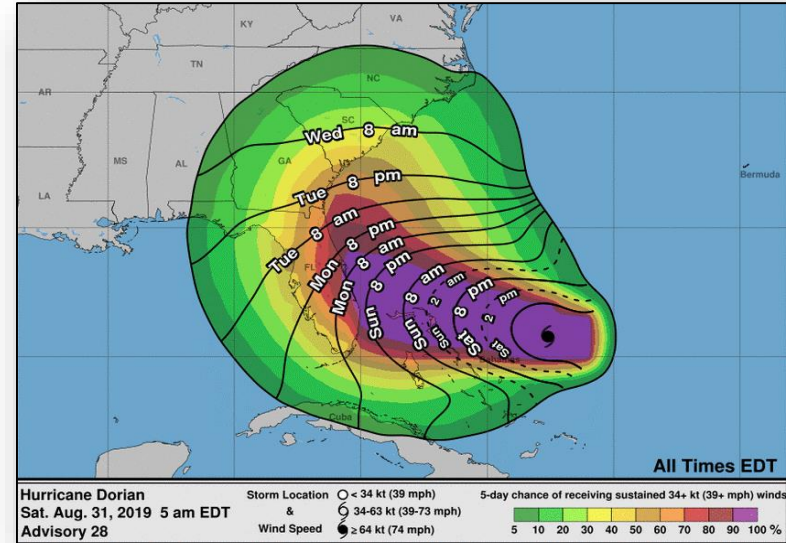 KY
VA
TN
NC
AR
SC
MS
AL
GA
LA
FL
Bermuda
Bahamas
Cuba
Wed 8 am
Tue 8 pm
Tue 8 am
Mon 8 pm
Mon 8 am
Sun 8 pm
Sun 8 am
Sun 2 am
Sat 8 pm
Sat 2 pm
All Times EDT
Hurricane Dorian
Sat. Aug. 31, 2019 5 am EDT
Advisory 28
Storm Location
&
Wind Speed
< 34 kt (39 mph)
34-63 kt (39-73 mph)
≥ 64 kt (74 mph)
5-day chance of receiving sustained 34+ kt (39+ mph) winds
5 10 20 30 40 50 60 70 80 90 100 %